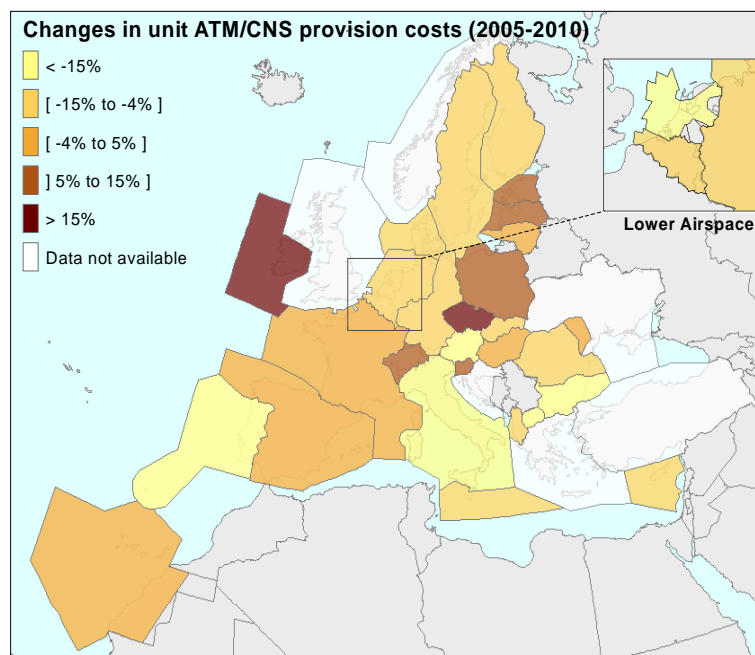 Changes in unit ATM/CNS provision costs (2005-2010)
< -15%
[ -15% to -4% ]
[ -4% to 5% ]
] 5% to 15% ]
> 15%
Data not available
Lower Airspace